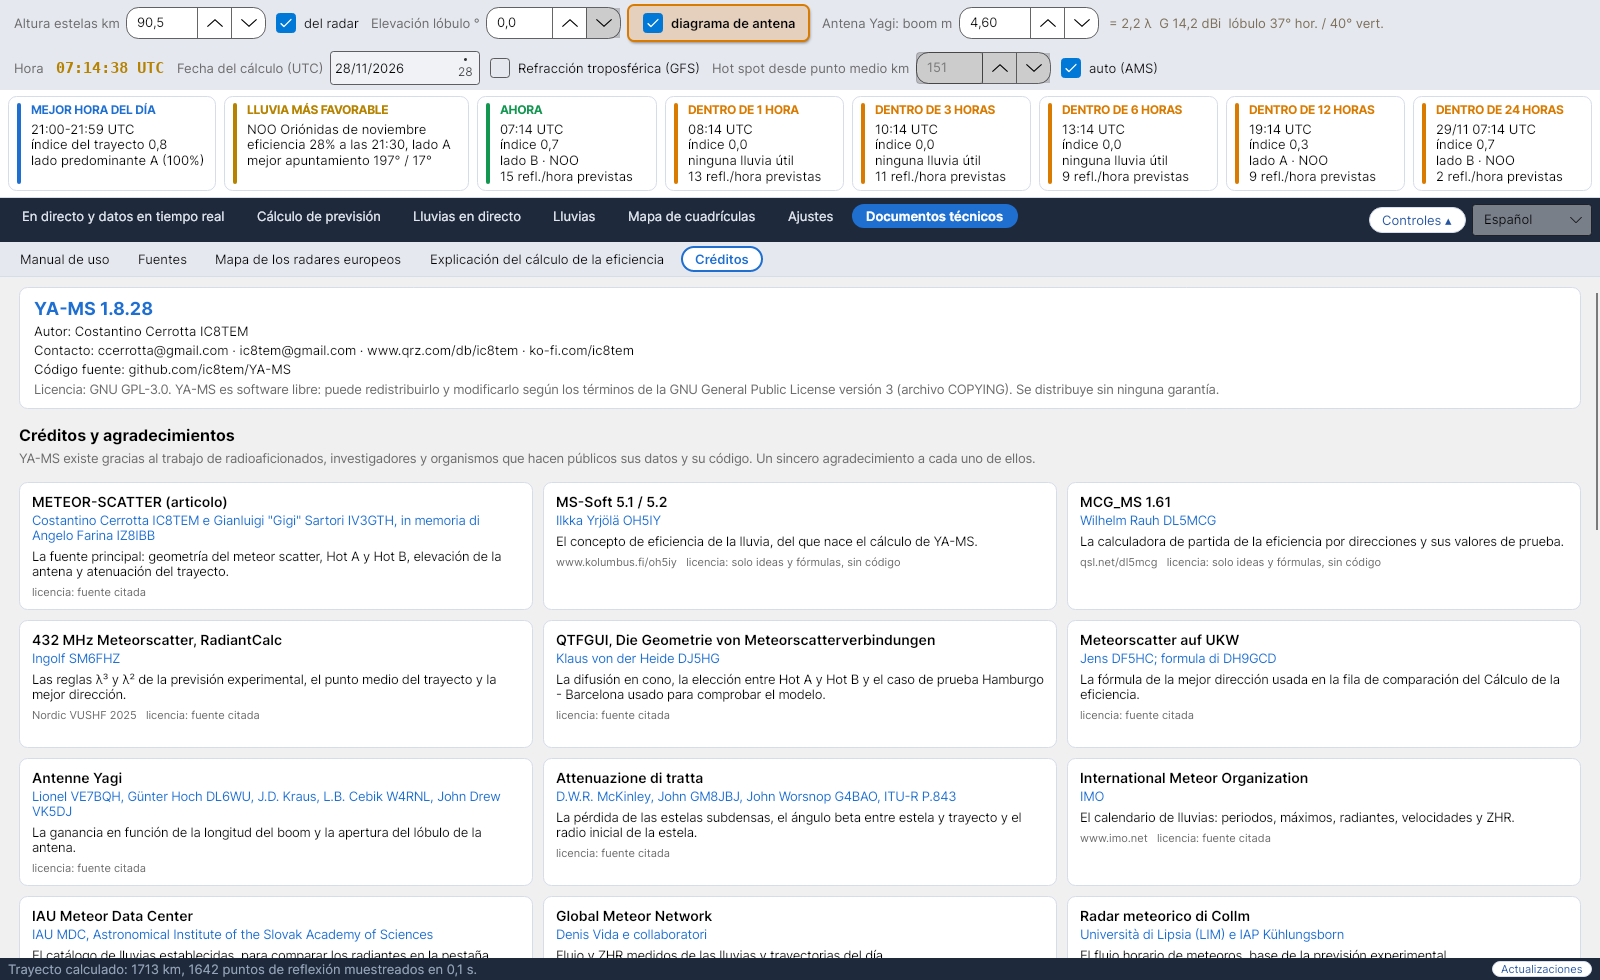 Altura estelas km 90,5 del radar Elevación lóbulo ° 0,0 diagrama de antena Antena Yagi: boom m 4,60 = 2,2 λ G 14,2 dBi lóbulo 37° hor. / 40° vert.
Hora 07:14:38 UTC Fecha del cálculo (UTC) 28/11/2026 28 Refracción troposférica (GFS) Hot spot desde punto medio km 151 auto (AMS)
MEJOR HORA DEL DÍA
21:00-21:59 UTC
índice del trayecto 0,8
lado predominante A (100%)
LLUVIA MÁS FAVORABLE
NOO Oriónidas de noviembre
eficiencia 28% a las 21:30, lado A
mejor apuntamiento 197° / 17°
AHORA
07:14 UTC
índice 0,7
lado B · NOO
15 refl./hora previstas
DENTRO DE 1 HORA
08:14 UTC
índice 0,0
ninguna lluvia útil
13 refl./hora previstas
DENTRO DE 3 HORAS
10:14 UTC
índice 0,0
ninguna lluvia útil
11 refl./hora previstas
DENTRO DE 6 HORAS
13:14 UTC
índice 0,0
ninguna lluvia útil
9 refl./hora previstas
DENTRO DE 12 HORAS
19:14 UTC
índice 0,3
lado A · NOO
9 refl./hora previstas
DENTRO DE 24 HORAS
29/11 07:14 UTC
índice 0,7
lado B · NOO
2 refl./hora previstas
En directo y datos en tiempo real Cálculo de previsión Lluvias en directo Lluvias Mapa de cuadrículas Ajustes Documentos técnicos Controles ▴ Español
Manual de uso Fuentes Mapa de los radares europeos Explicación del cálculo de la eficiencia Créditos
YA-MS 1.8.28
Autor: Costantino Cerrotta IC8TEM
Contacto: ccerrotta@gmail.com · ic8tem@gmail.com · www.qrz.com/db/ic8tem · ko-fi.com/ic8tem
Código fuente: github.com/ic8tem/YA-MS
Licencia: GNU GPL-3.0. YA-MS es software libre: puede redistribuirlo y modificarlo según los términos de la GNU General Public License versión 3 (archivo COPYING). Se distribuye sin ninguna garantía.
Créditos y agradecimientos
YA-MS existe gracias al trabajo de radioaficionados, investigadores y organismos que hacen públicos sus datos y su código. Un sincero agradecimiento a cada uno de ellos.
METEOR-SCATTER (articolo)
Costantino Cerrotta IC8TEM e Gianluigi "Gigi" Sartori IV3GTH, in memoria di
Angelo Farina IZ8IBB
La fuente principal: geometría del meteor scatter, Hot A y Hot B, elevación de la
antena y atenuación del trayecto.
licencia: fuente citada
MS-Soft 5.1 / 5.2
Ilkka Yrjölä OH5IY
El concepto de eficiencia de la lluvia, del que nace el cálculo de YA-MS.
www.kolumbus.fi/oh5iy licencia: solo ideas y fórmulas, sin código
MCG_MS 1.61
Wilhelm Rauh DL5MCG
La calculadora de partida de la eficiencia por direcciones y sus valores de prueba.
qsl.net/dl5mcg licencia: solo ideas y fórmulas, sin código
432 MHz Meteorscatter, RadiantCalc
Ingolf SM6FHZ
Las reglas λ³ y λ² de la previsión experimental, el punto medio del trayecto y la
mejor dirección.
Nordic VUSHF 2025 licencia: fuente citada
QTFGUI, Die Geometrie von Meteorscatterverbindungen
Klaus von der Heide DJ5HG
La difusión en cono, la elección entre Hot A y Hot B y el caso de prueba Hamburgo
- Barcelona usado para comprobar el modelo.
licencia: fuente citada
Meteorscatter auf UKW
Jens DF5HC; formula di DH9GCD
La fórmula de la mejor dirección usada en la fila de comparación del Cálculo de la
eficiencia.
licencia: fuente citada
Antenne Yagi
Lionel VE7BQH, Günter Hoch DL6WU, J.D. Kraus, L.B. Cebik W4RNL, John Drew
VK5DJ
La ganancia en función de la longitud del boom y la apertura del lóbulo de la
antena.
licencia: fuente citada
Attenuazione di tratta
D.W.R. McKinley, John GM8JBJ, John Worsnop G4BAO, ITU-R P.843
La pérdida de las estelas subdensas, el ángulo beta entre estela y trayecto y el
radio inicial de la estela.
licencia: fuente citada
International Meteor Organization
IMO
El calendario de lluvias: periodos, máximos, radiantes, velocidades y ZHR.
www.imo.net licencia: fuente citada
IAU Meteor Data Center
IAU MDC, Astronomical Institute of the Slovak Academy of Sciences
El catálogo de lluvias establecidas, para comparar los radiantes en la pestaña
Global Meteor Network
Denis Vida e collaboratori
Flujo y ZHR medidos de las lluvias y trayectorias del día.
Radar meteorico di Collm
Università di Lipsia (LIM) e IAP Kühlungsborn
El flujo horario de meteoros, base de la previsión experimental.
Trayecto calculado: 1713 km, 1642 puntos de reflexión muestreados en 0,1 s. Actualizaciones